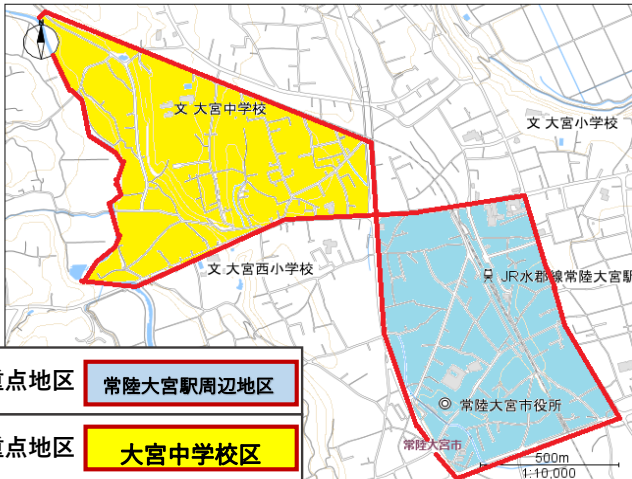 文 大宮中学校
文 大宮小学校
文 大宮西小学校
JR水郡線常陸大宮駅
常陸大宮市役所
常陸大宮市
500m
1:10,000
重点地区 常陸大宮駅周辺地区
重点地区 大宮中学校区